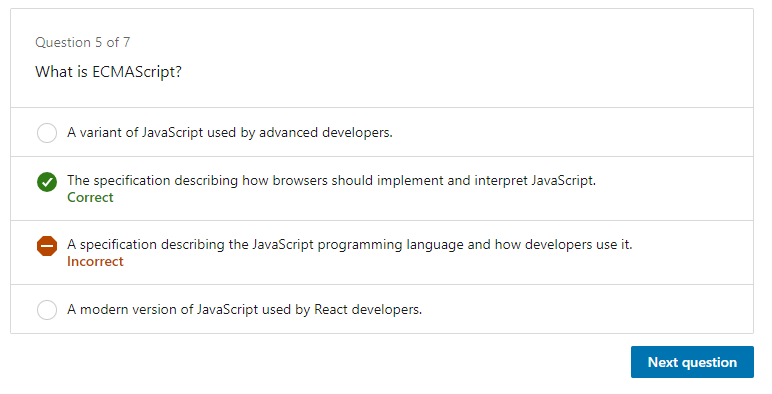 Question 5 of 7
What is ECMAScript?
A variant of JavaScript used by advanced developers.
The specification describing how browsers should implement and interpret JavaScript.
Correct
A specification describing the JavaScript programming language and how developers use it.
Incorrect
A modern version of JavaScript used by React developers.
Next question